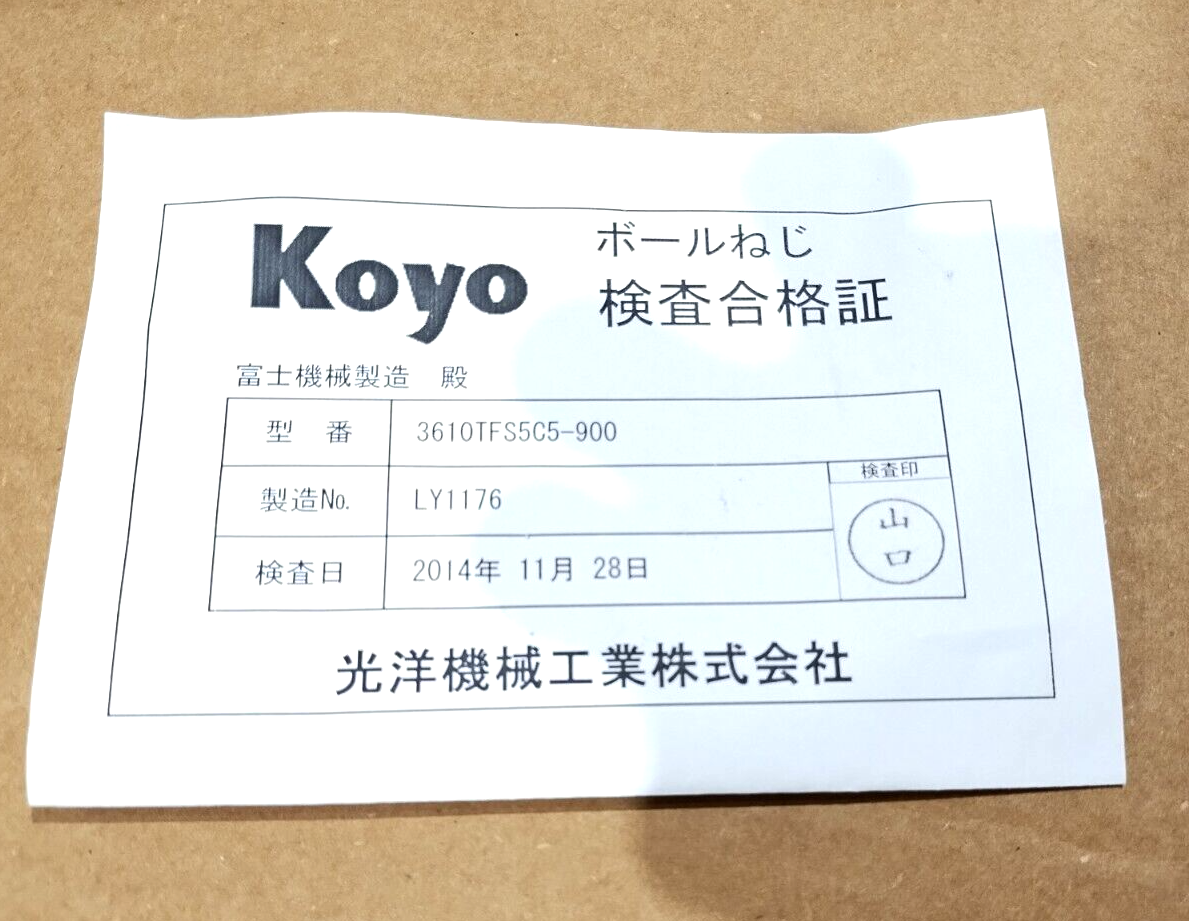 Koyo
ボールねじ
検査合格証
富士機械製造 殿
型 番 3610TFS5C5-900
製造No. LY1176
検査印
山口
検査日 2014年 11月 28日
光洋機械工業株式会社